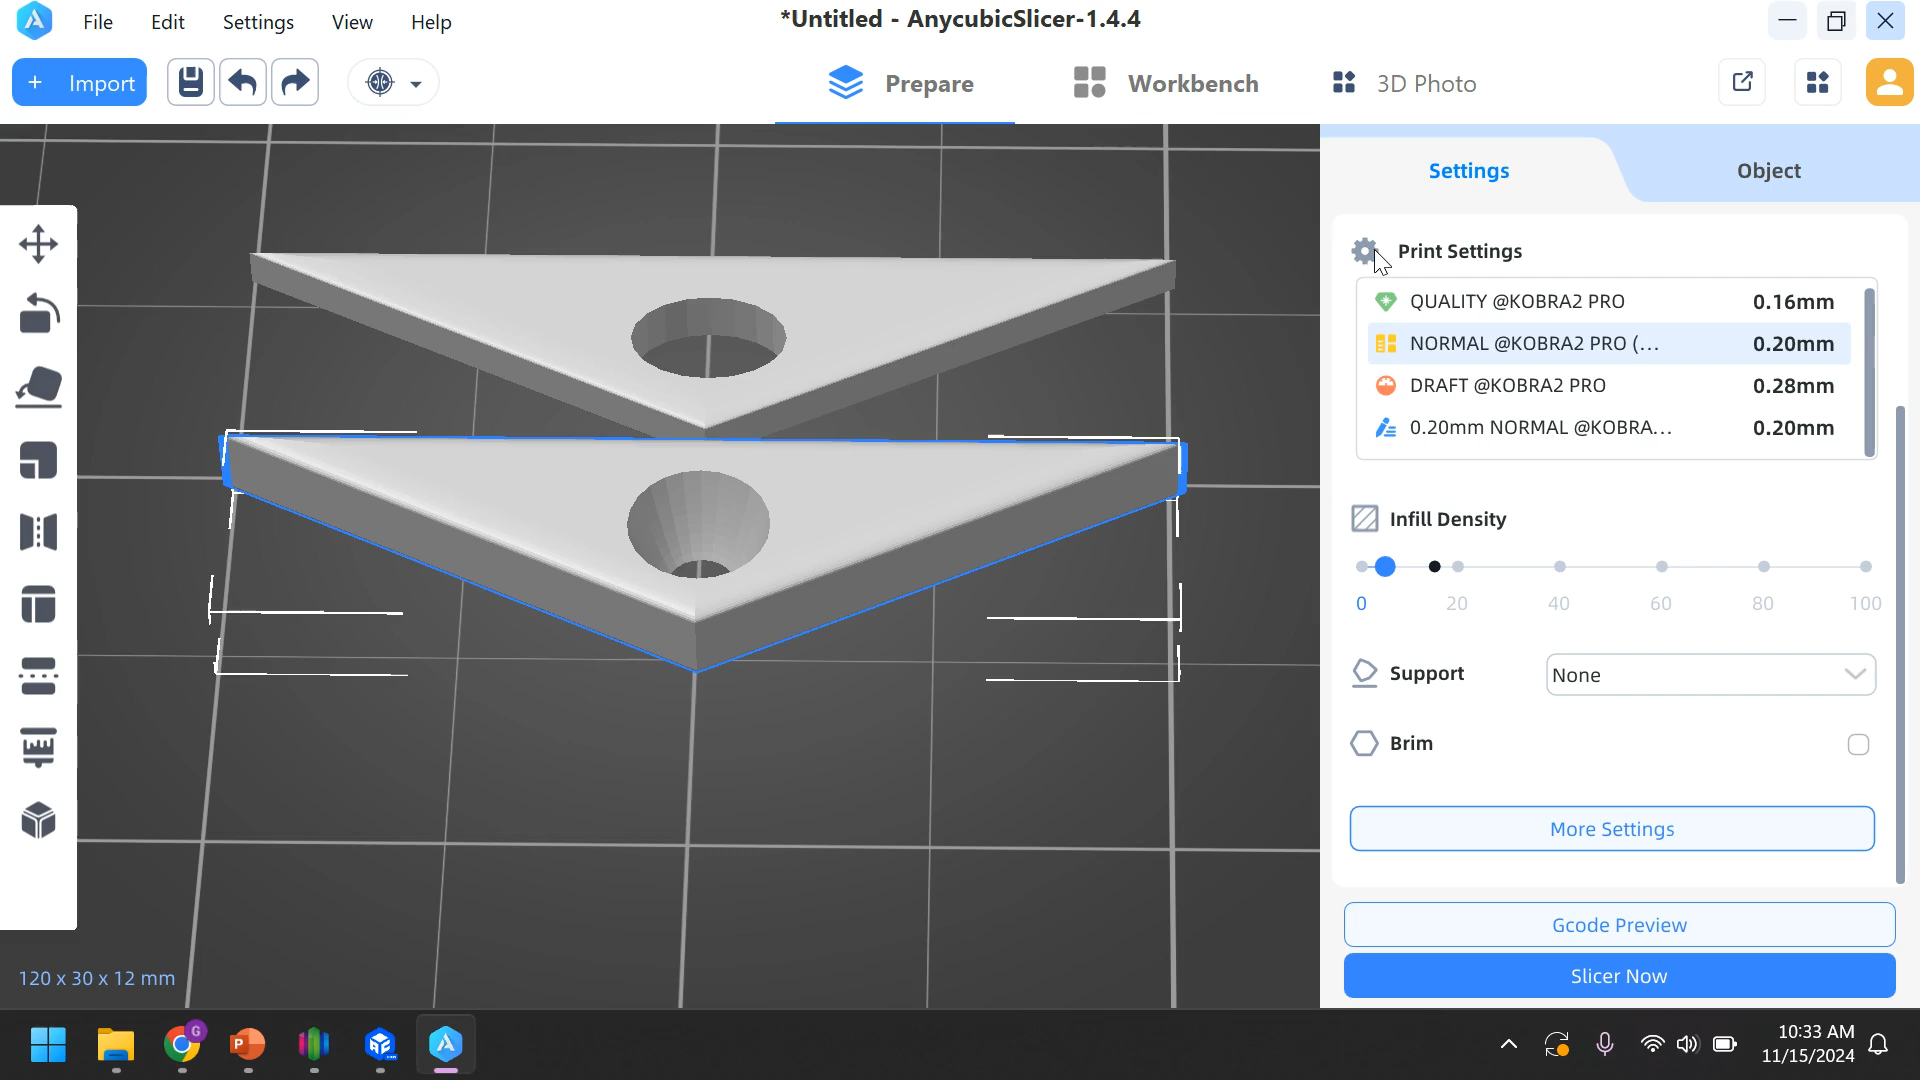 File Edit Settings View Help
*Untitled - AnycubicSlicer-1.4.4
+ Import
Prepare
Workbench
3D Photo
Settings
Object
Print Settings
QUALITY @KOBRA2 PRO 0.16mm
NORMAL @KOBRA2 PRO (... 0.20mm
DRAFT @KOBRA2 PRO 0.28mm
0.20mm NORMAL @KOBRA... 0.20mm
Infill Density
0 20 40 60 80 100
Support None
Brim
More Settings
Gcode Preview
Slicer Now
120 x 30 x 12 mm
G
P
10:33 AM
11/15/2024